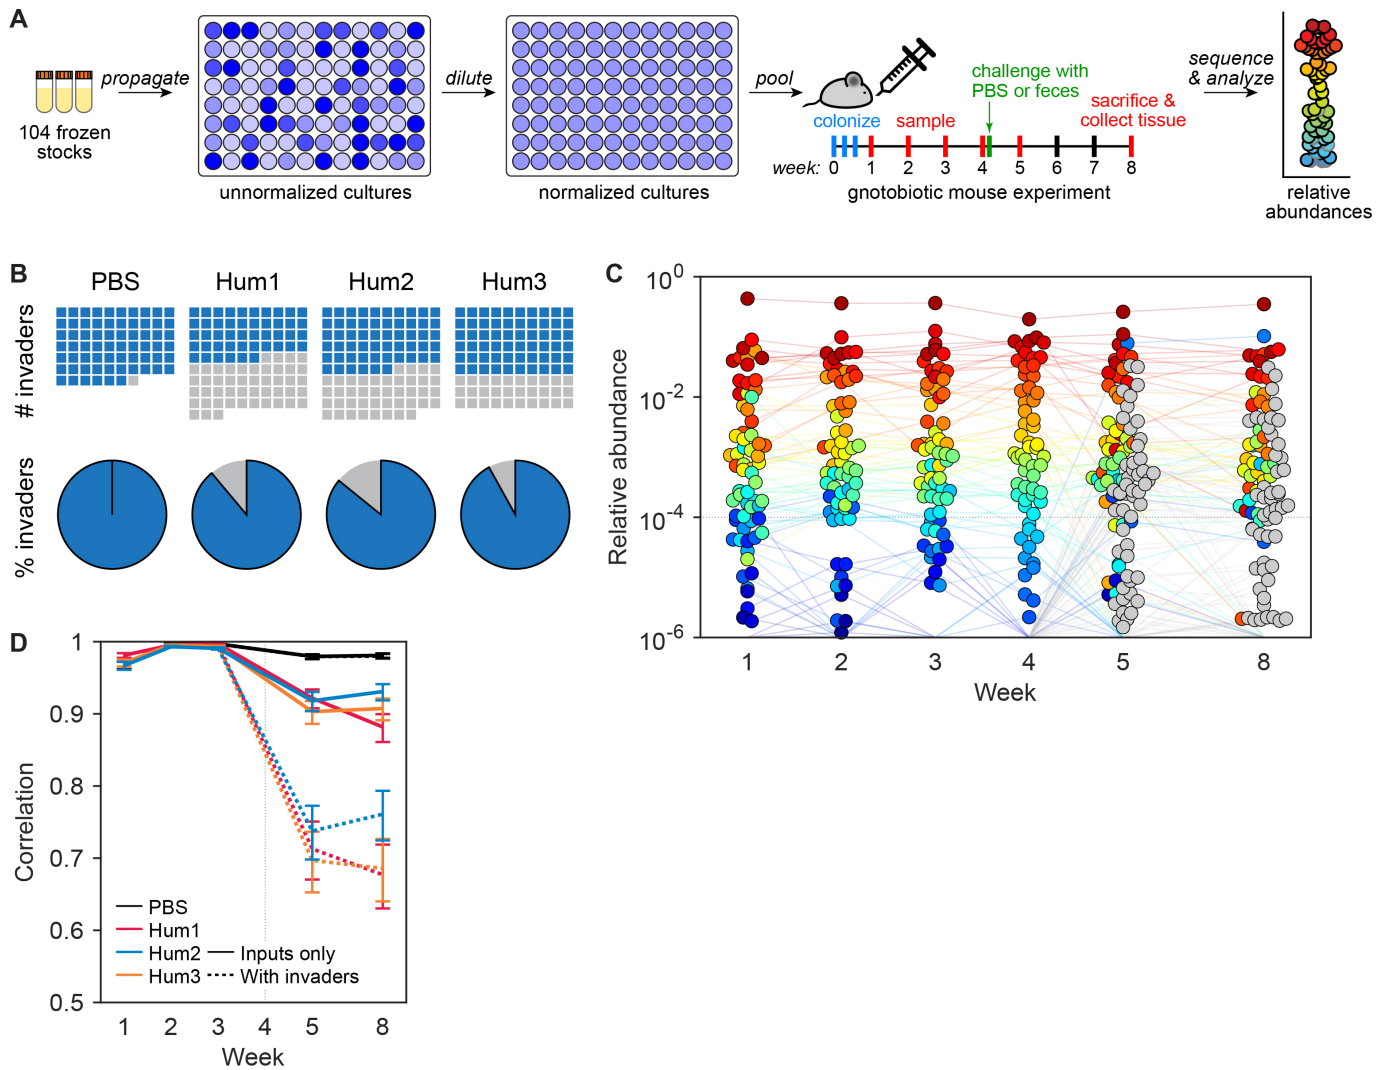 A
propagate
104 frozen
stocks
unnormalized cultures
dilute
normalized cultures
pool
challenge with
PBS or feces
colonize
sample
sacrifice &
collect tissue
week: 0 1 2 3 4 5 6 7 8
gnotobiotic mouse experiment
sequence
& analyze
relative
abundances
B
PBS Hum1 Hum2 Hum3
# invaders
% invaders
C
Relative abundance
10^0
10^-2
10^-4
10^-6
1 2 3 4 5 8
Week
D
Correlation
1
0.9
0.8
0.7
0.6
0.5
PBS
Hum1
Hum2
Hum3
Inputs only
With invaders
1 2 3 4 5 8
Week